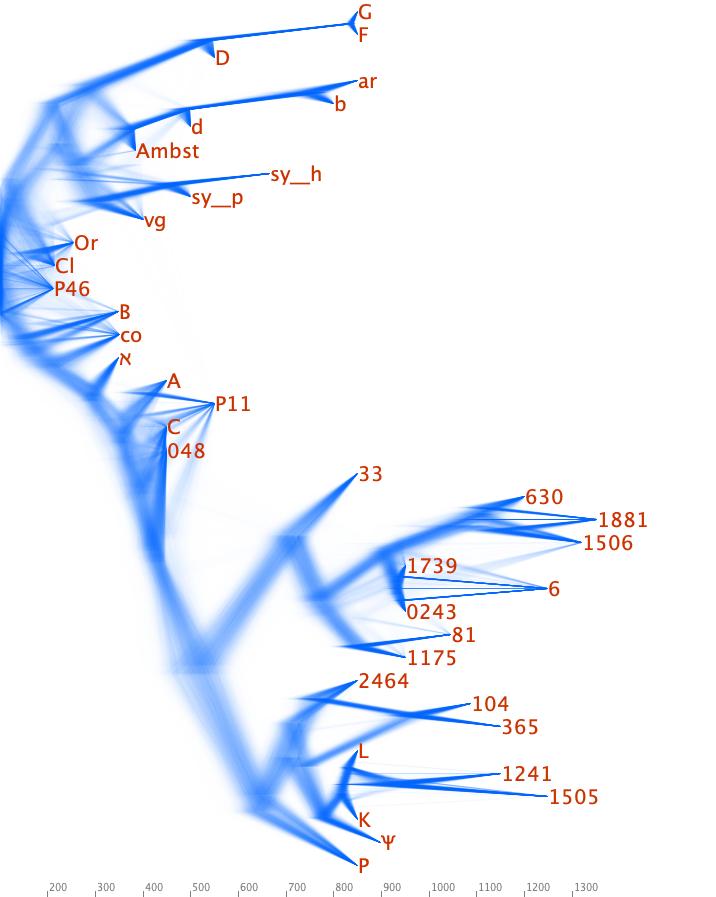 G
F
D
ar
b
d
Ambst
sy__h
sy__p
vg
Or
Cl
P46
B
co
א
A
P11
C
048
33
630
1881
1506
1739
6
0243
81
1175
2464
104
365
L
1241
1505
K
Ψ
P
200 300 400 500 600 700 800 900 1000 1100 1200 1300